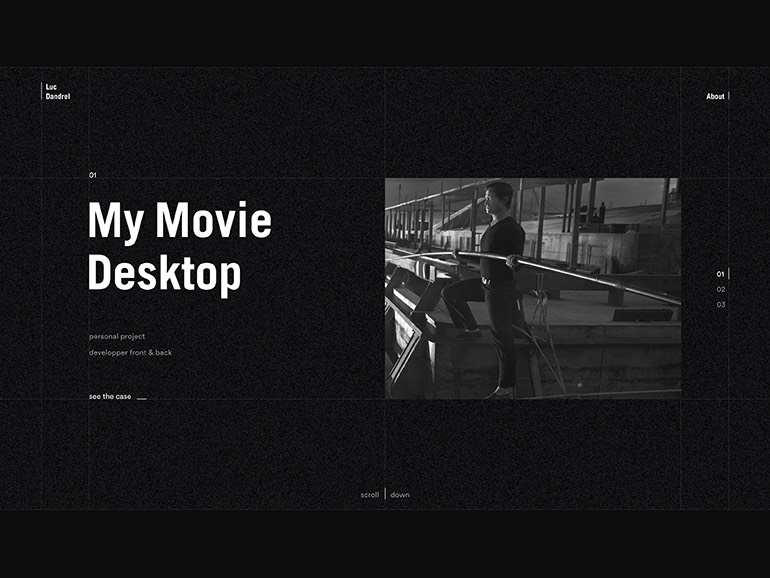 Luc
Dandrel
About
01
My Movie
Desktop
personal project
developper front & back
see the case
01
02
03
scroll down